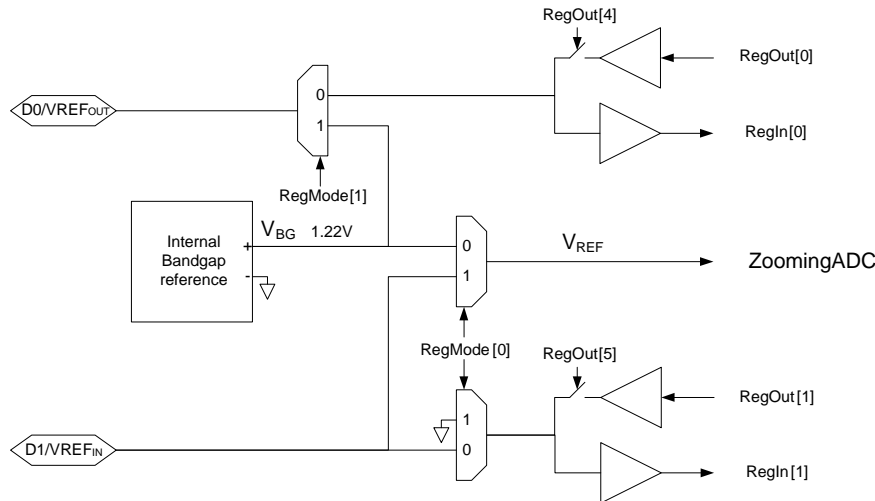 RegOut[4]
RegOut[0]
D0/VREFOUT
0
1
RegIn[0]
RegMode[1]
Internal
Bandgap
reference
+
-
VBG 1.22V
0
1
VREF
ZoomingADC
RegMode[0]
RegOut[5]
RegOut[1]
1
0
D1/VREFIN
RegIn[1]